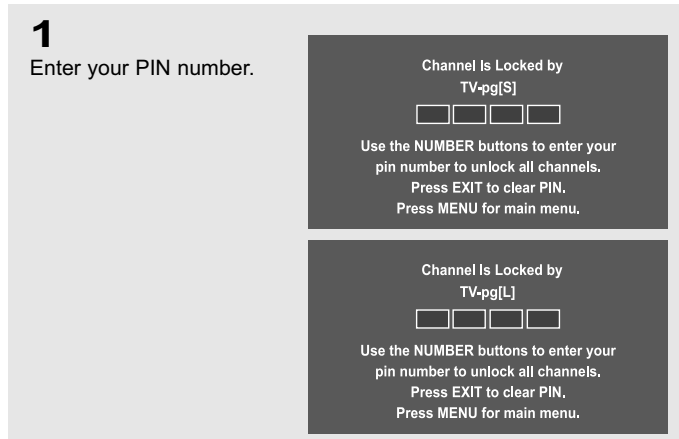 1
Enter your PIN number.
Channel Is Locked by
TV-pg[S]
Use the NUMBER buttons to enter your
pin number to unlock all channels.
Press EXIT to clear PIN.
Press MENU for main menu.
Channel Is Locked by
TV-pg[L]
Use the NUMBER buttons to enter your
pin number to unlock all channels.
Press EXIT to clear PIN.
Press MENU for main menu.